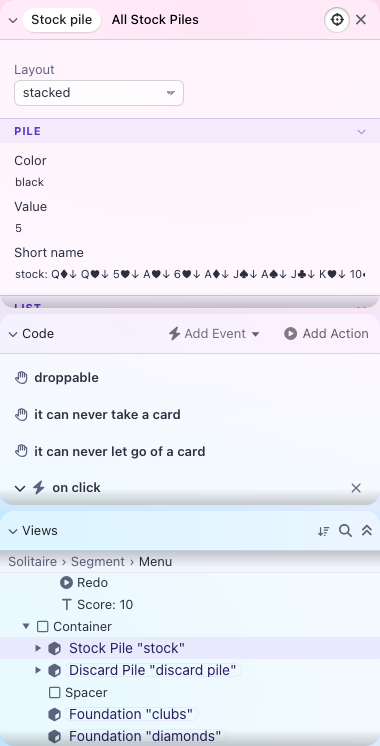 Stock pile All Stock Piles
Layout
stacked
PILE
Color
black
Value
5
Short name
stock: Q♦↓ Q♥↓ 5♥↓ A♥↓ 6♥↓ A♦↓ J♠↓ A♠↓ J♣↓ K♥↓ 10
LIST
Code Add Event Add Action
droppable
it can never take a card
it can never let go of a card
on click
Views
Solitaire › Segment › Menu
Redo
Score: 10
Container
Stock Pile "stock"
Discard Pile "discard pile"
Spacer
Foundation "clubs"
Foundation "diamonds"